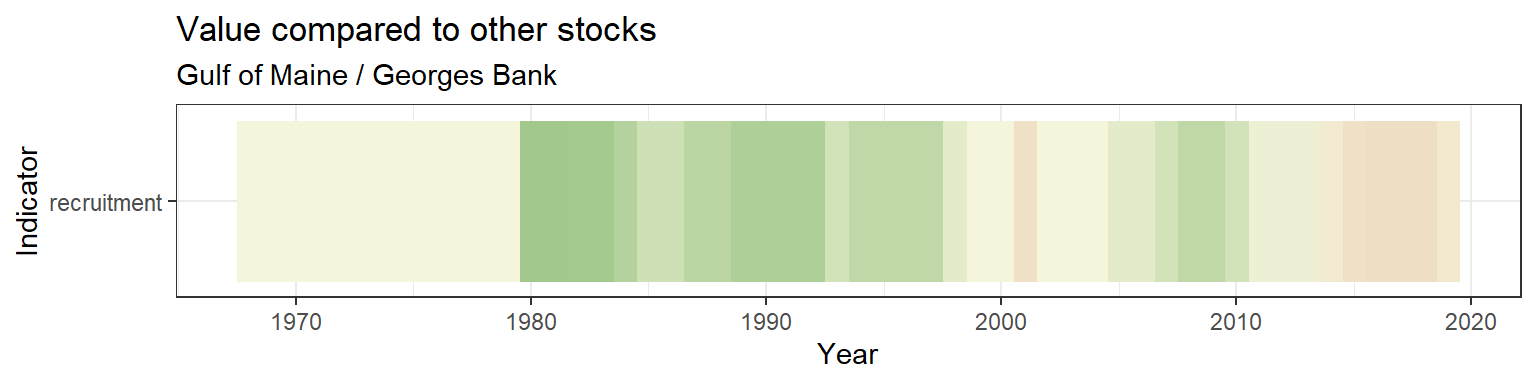 Value compared to other stocks
Gulf of Maine / Georges Bank
Indicator
recruitment
1970 1980 1990 2000 2010 2020
Year